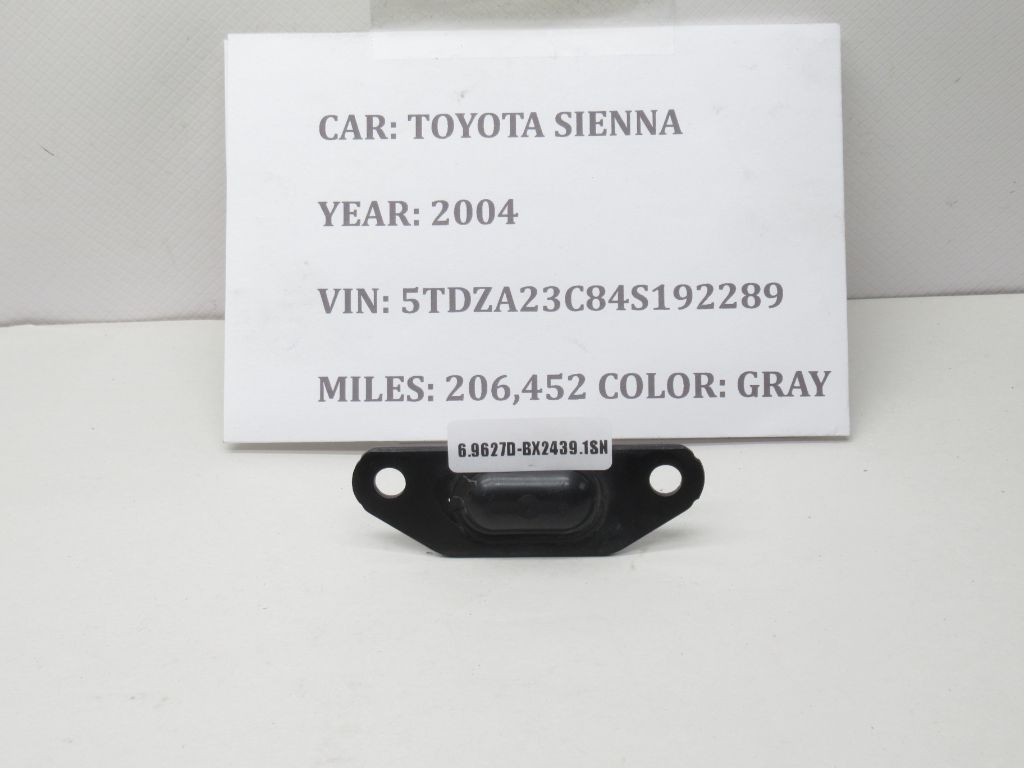 CAR: TOYOTA SIENNA
YEAR: 2004
VIN: 5TDZA23C84S192289
MILES: 206,452 COLOR: GRAY
6.9627D-BX2439.1SN